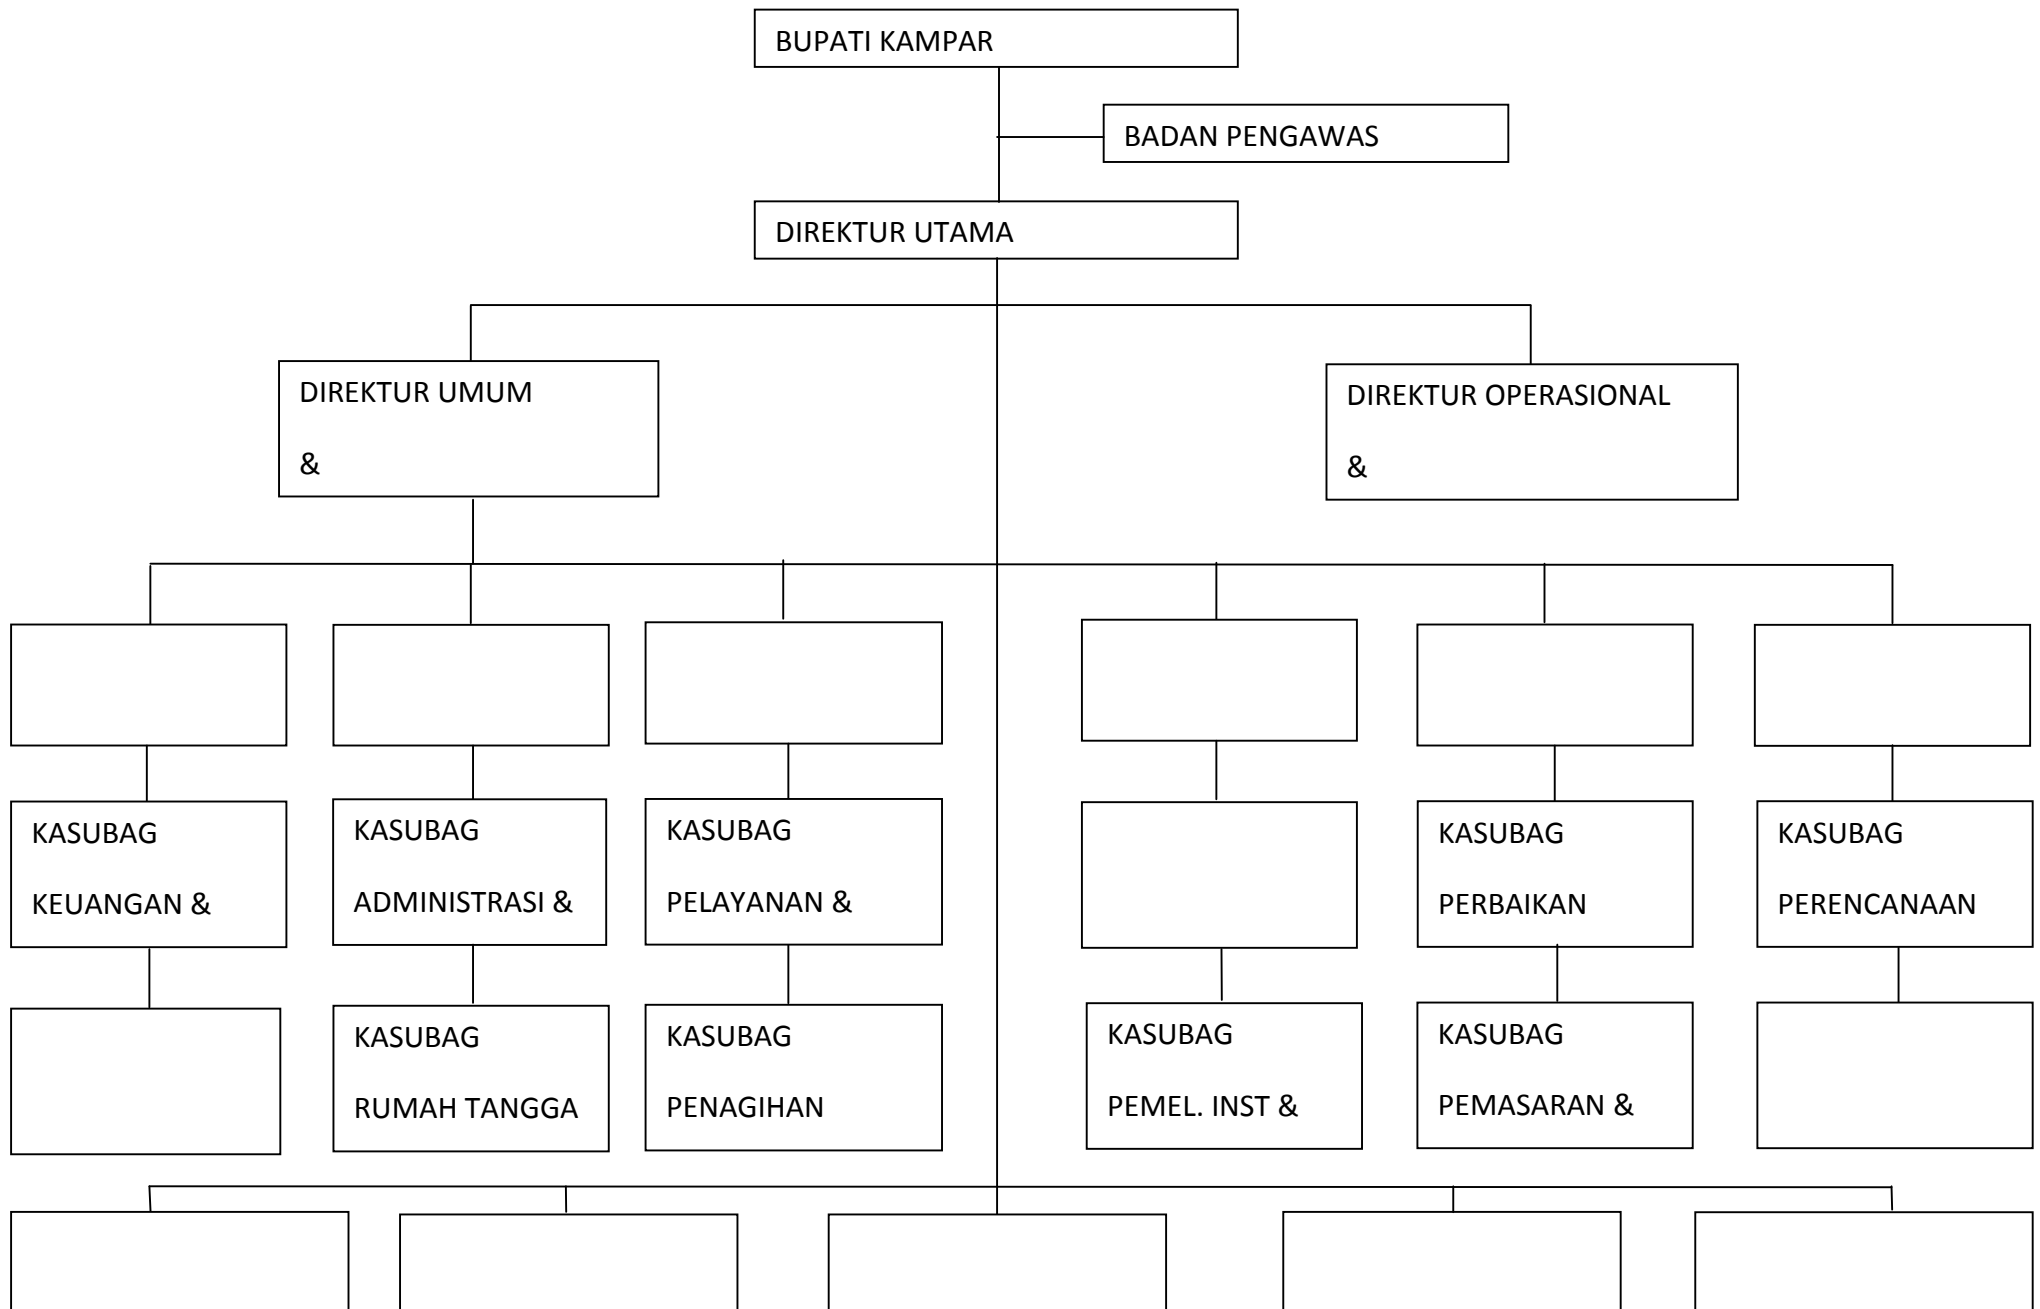 BUPATI KAMPAR
BADAN PENGAWAS
DIREKTUR UTAMA
DIREKTUR UMUM
&
DIREKTUR OPERASIONAL
&
KASUBAG
KEUANGAN &
KASUBAG
ADMINISTRASI &
KASUBAG
PELAYANAN &
KASUBAG
PERBAIKAN
KASUBAG
PERENCANAAN
KASUBAG
RUMAH TANGGA
KASUBAG
PENAGIHAN
KASUBAG
PEMEL. INST &
KASUBAG
PEMASARAN &